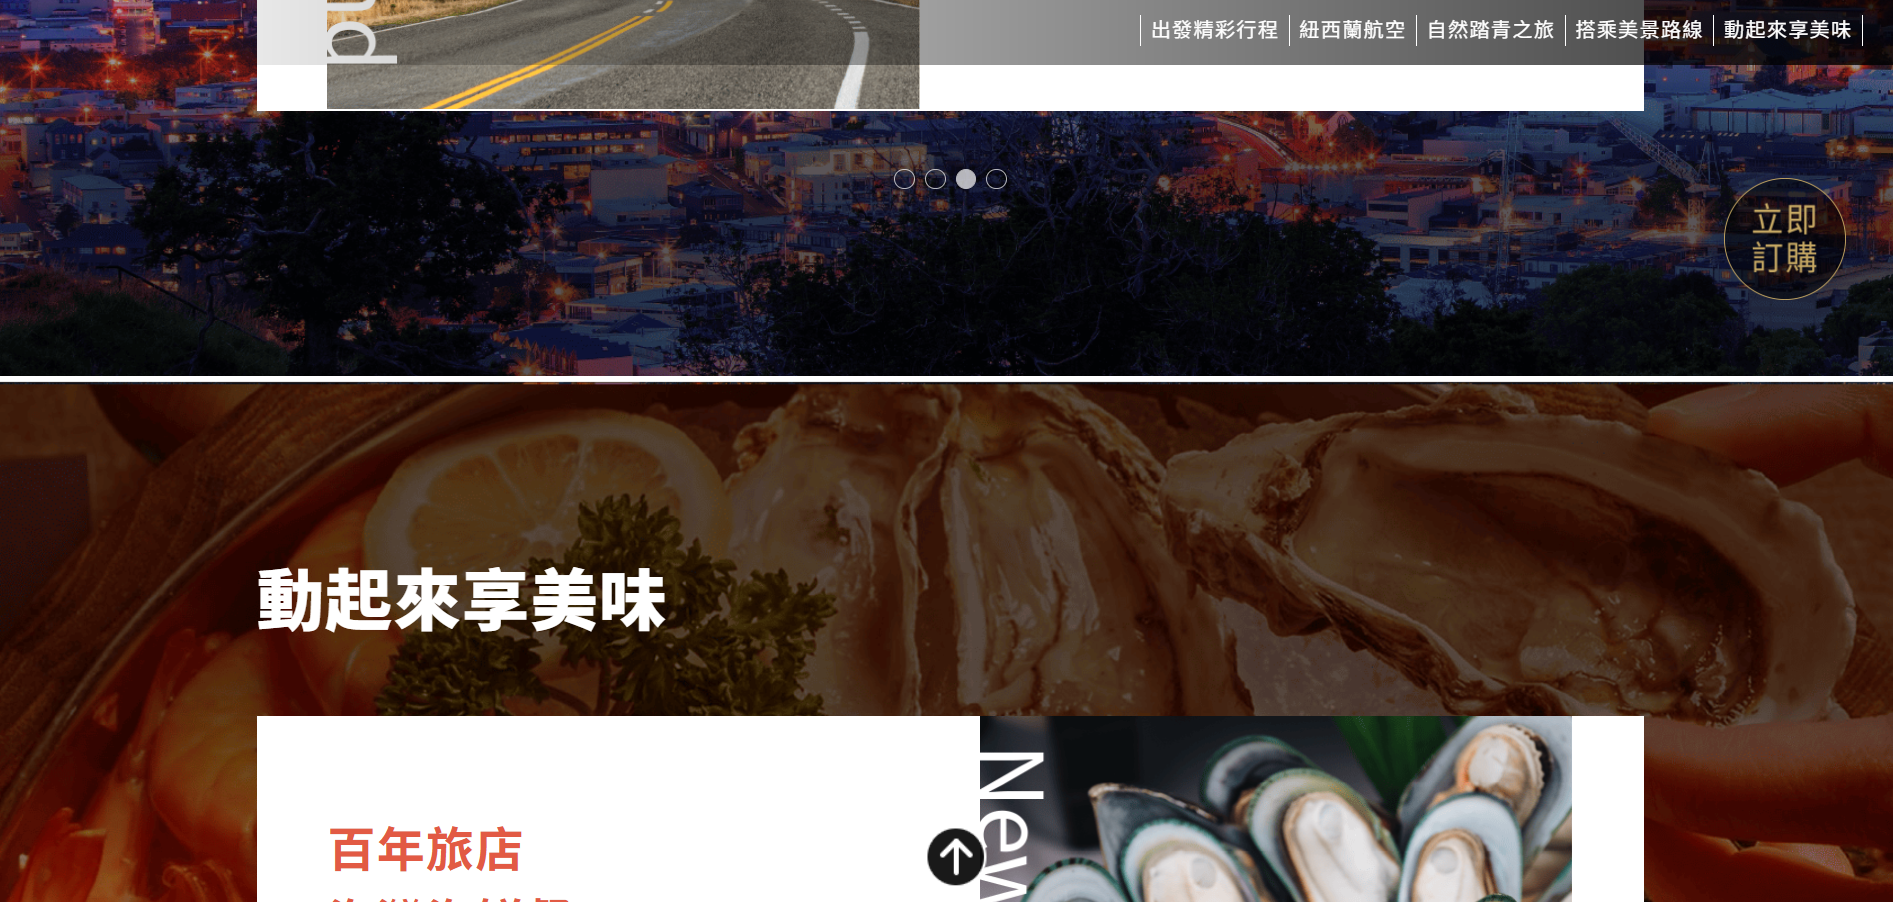 出發精彩行程
紐西蘭航空
自然踏青之旅
搭乘美景路線
動起來享美味
nd
立即
訂購
動起來享美味
百年旅店
New